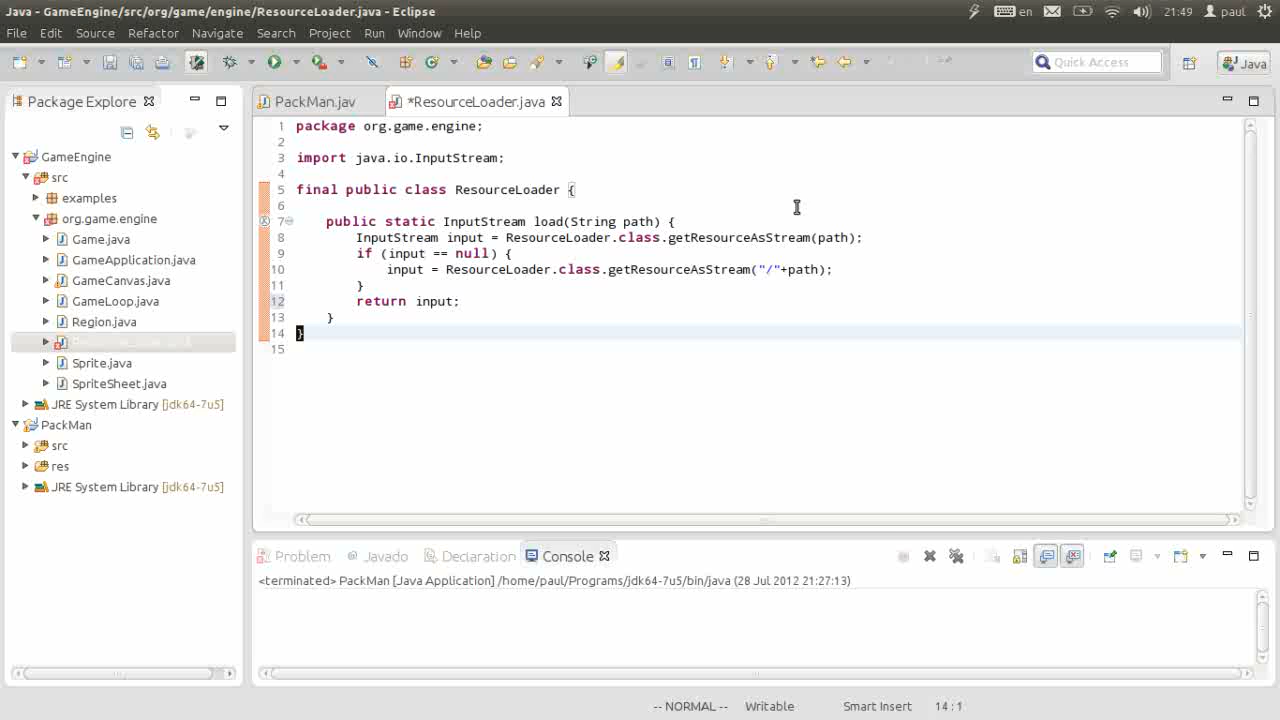 Java - GameEngine/src/org/game/engine/ResourceLoader.java - Eclipse
en
21:49
paul
File Edit Source Refactor Navigate Search Project Run Window Help
Quick Access
Java
Package Explorer
GameEngine
src
examples
org.game.engine
Game.java
GameApplication.java
GameCanvas.java
GameLoop.java
Region.java
Sprite.java
SpriteSheet.java
JRE System Library [jdk64-7u5]
PackMan
src
res
JRE System Library [jdk64-7u5]
PackMan.jav
*ResourceLoader.java
1 package org.game.engine;
2
3 import java.io.InputStream;
4
5 final public class ResourceLoader {
6
7 public static InputStream load(String path) {
8 InputStream input = ResourceLoader.class.getResourceAsStream(path);
9 if (input == null) {
10 input = ResourceLoader.class.getResourceAsStream("/"+path);
11 }
12 return input;
13 }
14 }
15
Problem
Javado
Declaration
Console
<terminated> PackMan [Java Application] /home/paul/Programs/jdk64-7u5/bin/java (28 Jul 2012 21:27:13)
-- NORMAL --
Writable
Smart Insert
14 : 1